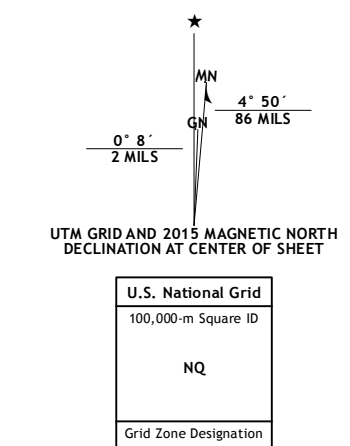 MN
GN
4° 50´
86 MILS
0° 8´
2 MILS
UTM GRID AND 2015 MAGNETIC NORTH
DECLINATION AT CENTER OF SHEET
U.S. National Grid
100,000-m Square ID
NQ
Grid Zone Designation